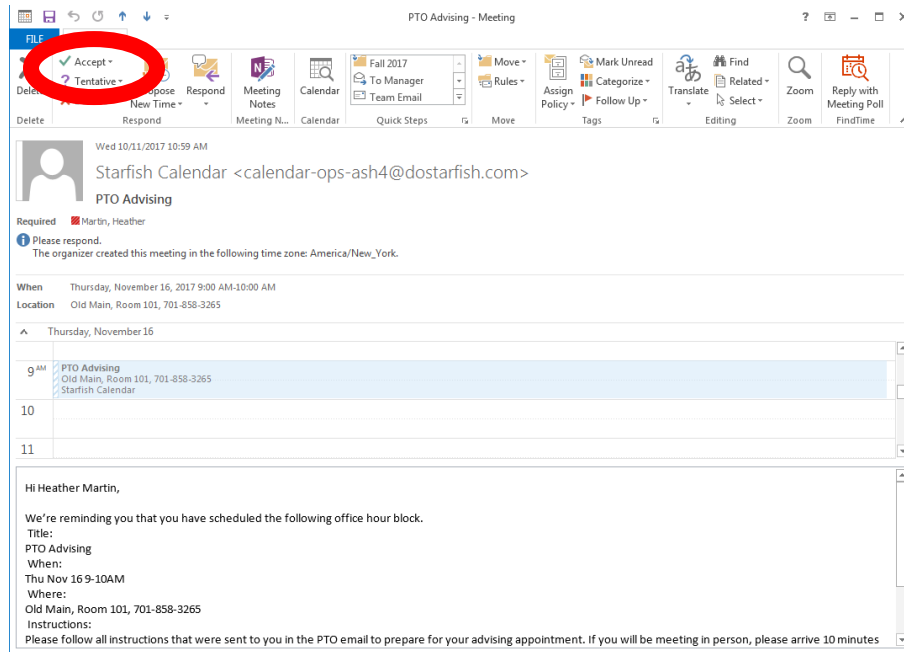 PTO Advising - Meeting
FILE
Accept
Tentative
Delete
New Time
Respond
Meeting Notes
Calendar
Fall 2017
To Manager
Team Email
Move
Rules
Assign Policy
Mark Unread
Categorize
Follow Up
Translate
Find
Related
Select
Zoom
Reply with Meeting Poll
Delete
Respond
Meeting N...
Calendar
Quick Steps
Move
Tags
Editing
Zoom
FindTime
Wed 10/11/2017 10:59 AM
Starfish Calendar <calendar-ops-ash4@dostarfish.com>
PTO Advising
Required Martin, Heather
Please respond.
The organizer created this meeting in the following time zone: America/New_York.
When Thursday, November 16, 2017 9:00 AM-10:00 AM
Location Old Main, Room 101, 701-858-3265
Thursday, November 16
9 AM PTO Advising
Old Main, Room 101, 701-858-3265
Starfish Calendar
10
11
Hi Heather Martin,
We're reminding you that you have scheduled the following office hour block.
Title:
PTO Advising
When:
Thu Nov 16 9-10AM
Where:
Old Main, Room 101, 701-858-3265
Instructions:
Please follow all instructions that were sent to you in the PTO email to prepare for your advising appointment. If you will be meeting in person, please arrive 10 minutes